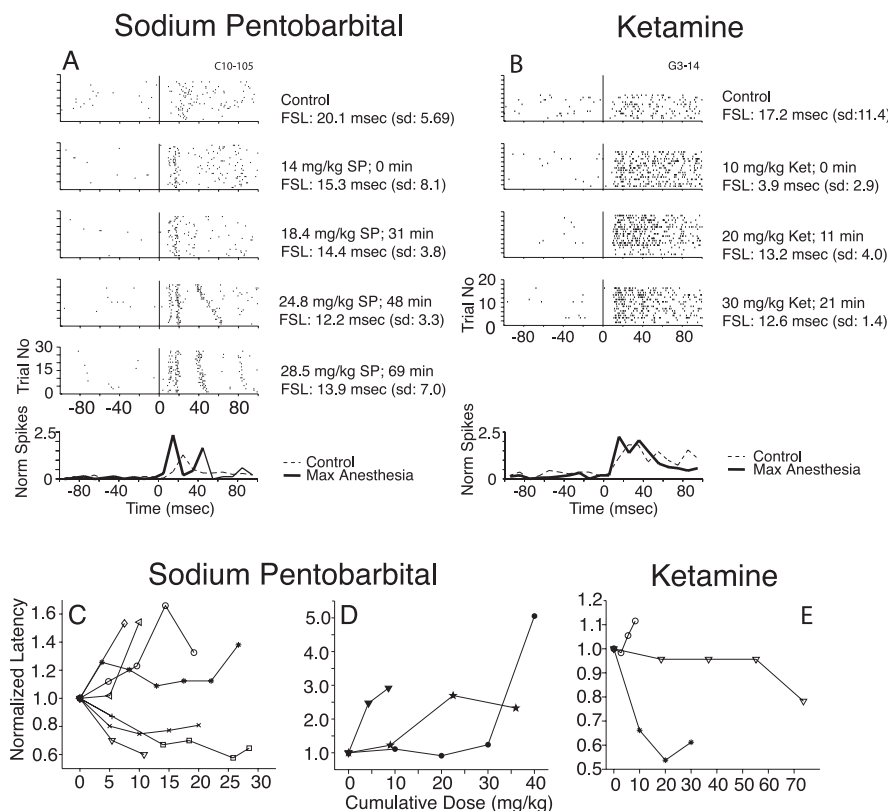 Sodium Pentobarbital
Ketamine
A
C10-105
Control
FSL: 20.1 msec (sd: 5.69)
14 mg/kg SP; 0 min
FSL: 15.3 msec (sd: 8.1)
18.4 mg/kg SP; 31 min
FSL: 14.4 msec (sd: 3.8)
24.8 mg/kg SP; 48 min
FSL: 12.2 msec (sd: 3.3)
28.5 mg/kg SP; 69 min
FSL: 13.9 msec (sd: 7.0)
Trial No
30
15
0
-80 -40 0 40 80
Norm Spikes
2.5
0
-80 -40 0 40 80
Time (msec)
Control
Max Anesthesia
B
G3-14
Control
FSL: 17.2 msec (sd:11.4)
10 mg/kg Ket; 0 min
FSL: 3.9 msec (sd: 2.9)
20 mg/kg Ket; 11 min
FSL: 13.2 msec (sd: 4.0)
30 mg/kg Ket; 21 min
FSL: 12.6 msec (sd: 1.4)
Trial No
20
10
0
-80 -40 0 40 80
Norm Spikes
2.5
0
-80 -40 0 40 80
Time (msec)
Control
Max Anesthesia
Sodium Pentobarbital
Ketamine
C
Normalized Latency
1.6
1.4
1.2
1.0
0.8
0.6
0 5 10 15 20 25 30
D
5.0
4.0
3.0
2.0
1.0
0 10 20 30 40
Cumulative Dose (mg/kg)
E
1.2
1.1
1.0
0.9
0.8
0.7
0.6
0.5
0 10 20 30 40 50 60 70